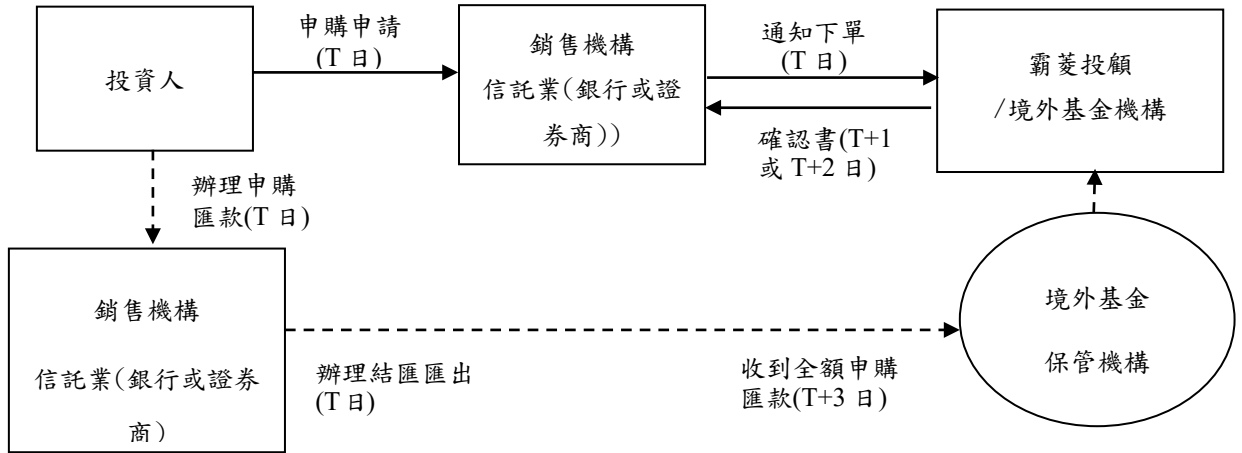 投資人
申購申請
(T 日)
銷售機構
信託業(銀行或證
券商))
通知下單
(T 日)
確認書(T+1
或 T+2 日)
霸菱投顧
/境外基金機構
辦理申購
匯款(T 日)
銷售機構
信託業(銀行或證券
商)
辦理結匯匯出
(T 日)
收到全額申購
匯款(T+3 日)
境外基金
保管機構